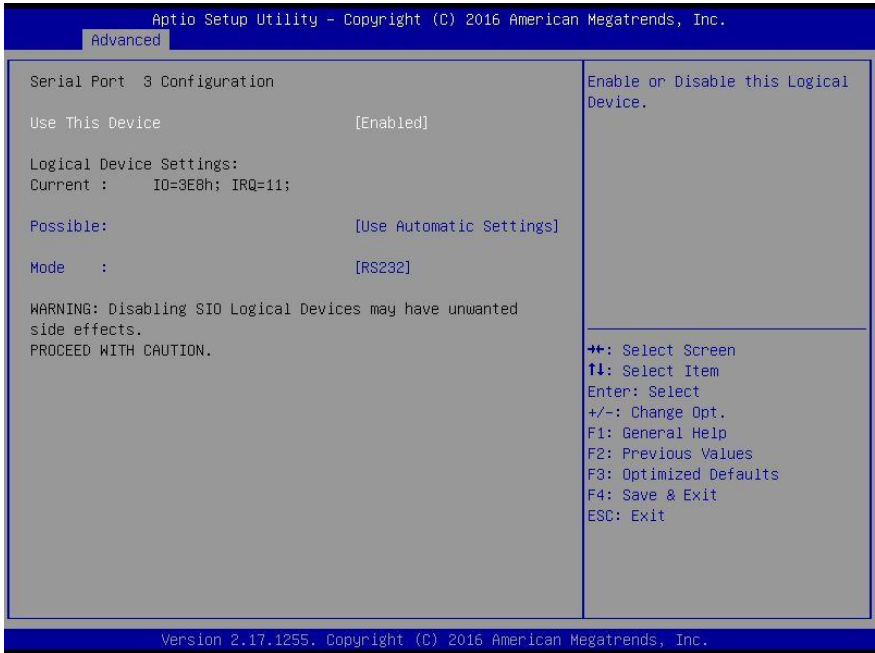 Aptio Setup Utility – Copyright (C) 2016 American Megatrends, Inc.
Advanced
Serial Port 3 Configuration
Use This Device [Enabled]
Logical Device Settings:
Current : IO=3E8h; IRQ=11;
Possible: [Use Automatic Settings]
Mode : [RS232]
WARNING: Disabling SIO Logical Devices may have unwanted
side effects.
PROCEED WITH CAUTION.
Enable or Disable this Logical
Device.
→←: Select Screen
↑↓: Select Item
Enter: Select
+/-: Change Opt.
F1: General Help
F2: Previous Values
F3: Optimized Defaults
F4: Save & Exit
ESC: Exit
Version 2.17.1255. Copyright (C) 2016 American Megatrends, Inc.